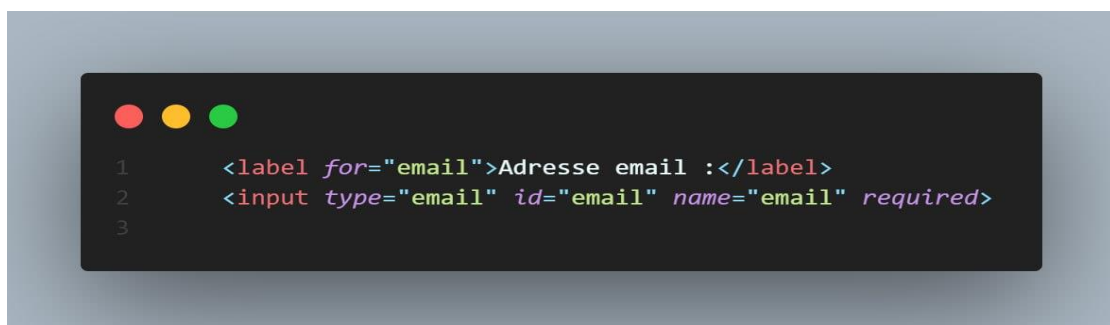 1 <label for="email">Adresse email :</label>
2 <input type="email" id="email" name="email" required>
3